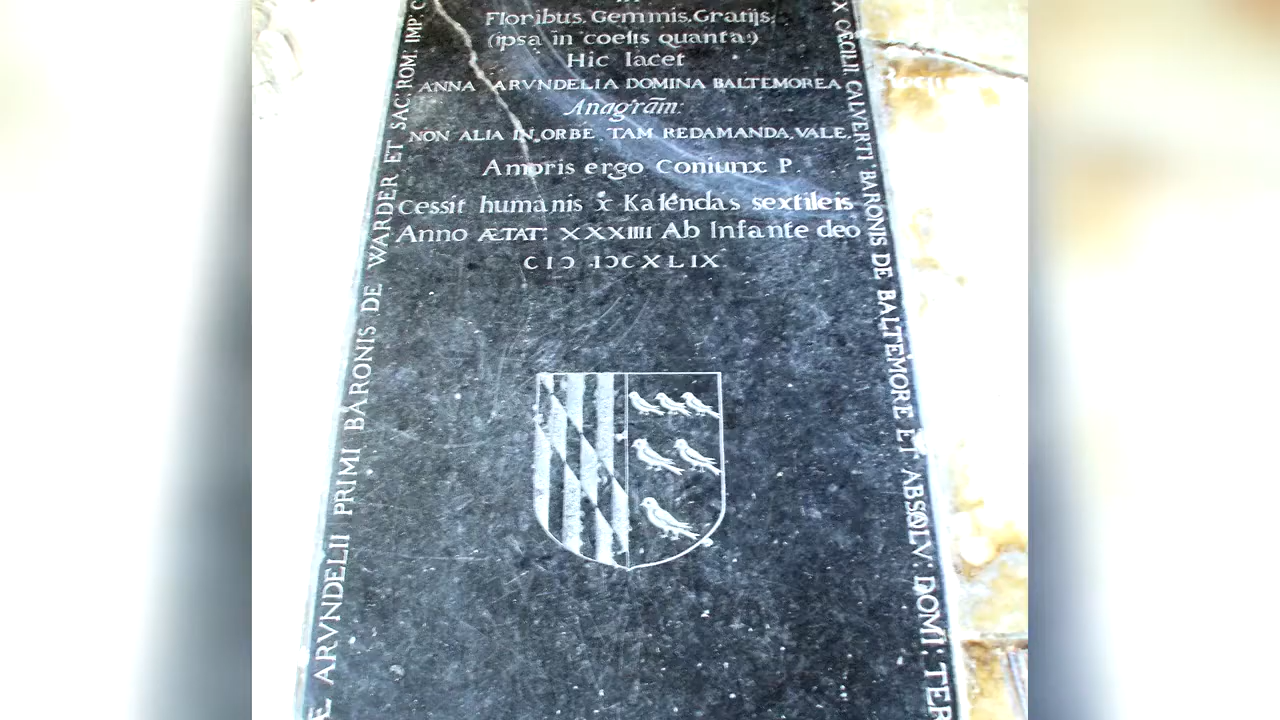 Floribus. Gemmis. Gratijs;
(ipsa in coelis quanta!)
Hic Iacet
ANNA ARVNDELIA DOMINA BALTEMOREA
Anagram̄:
NON ALIA IN ORBE TAM REDAMANDA. VALE.
Amoris ergo Coniunx P.
Cessit humanis x Kalendas sextileis
Anno ÆTAT: XXXIIII Ab Infante deo
CIↃ IↃCXLIX
ARVNDELII PRIMI BARONIS DE WARDER ET SAC: ROM: IMP:
CÆCILII CALVERTI BARONIS DE BALTEMORE ET ABSOLV: DOMI TER